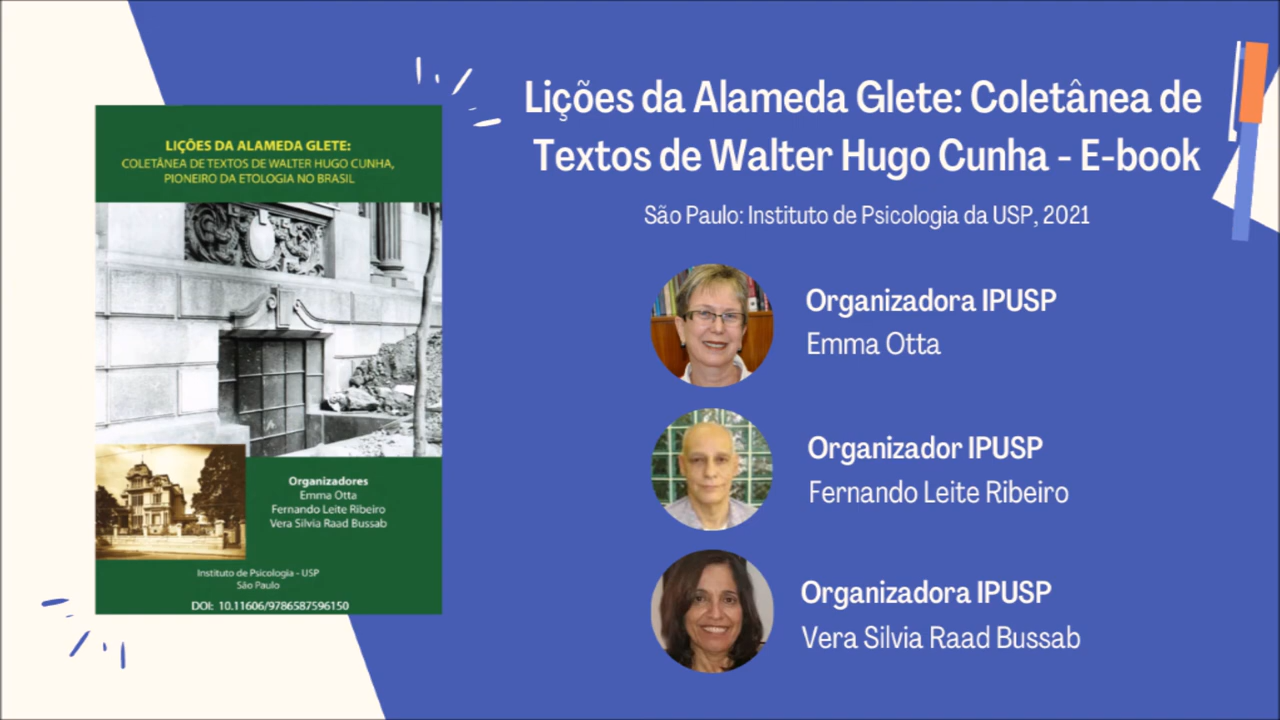 LIÇÕES DA ALAMEDA GLETE:
COLETÂNEA DE TEXTOS DE WALTER HUGO CUNHA,
PIONEIRO DA ETOLOGIA NO BRASIL
Organizadores
Emma Otta
Fernando Leite Ribeiro
Vera Silvia Raad Bussab
Instituto de Psicologia - USP
São Paulo
DOI: 10.11606/9786587596150
Lições da Alameda Glete: Coletânea de
Textos de Walter Hugo Cunha - E-book
São Paulo: Instituto de Psicologia da USP, 2021
Organizadora IPUSP
Emma Otta
Organizador IPUSP
Fernando Leite Ribeiro
Organizadora IPUSP
Vera Silvia Raad Bussab